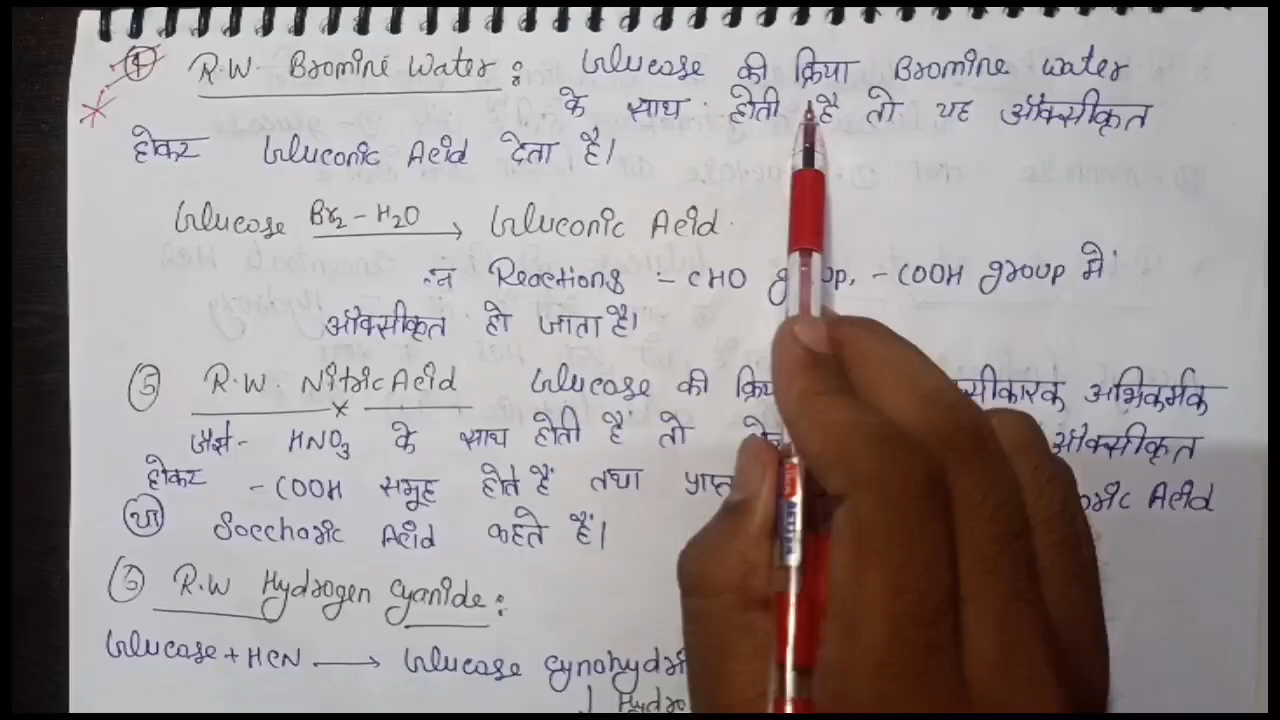 ④ R.W. Bromine Water : Glucose की क्रिया Bromine water
के साथ होती है तो यह ऑक्सीकृत
होकर Gluconic Acid देता है।
Glucose Br₂-H₂O → Gluconic Acid.
इन Reactions - CHO group, - COOH group में
ऑक्सीकृत हो जाता है।
⑤ R.W. Nitric Acid Glucose की अभिकर्मक
जैसे- HNO₃ के साथ होती है तो ऑक्सीकृत
होकर - COOH समूह होते हैं तथा Acid
या Saccharic Acid कहते हैं।
⑥ R.W Hydrogen Cyanide :
Glucose + HCN → Glucose